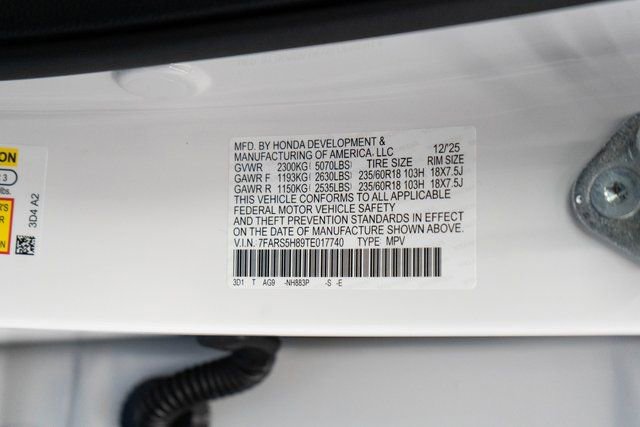 MFD. BY HONDA DEVELOPMENT & 12/'25
MANUFACTURING OF AMERICA, LLC
GVWR 2300KG( 5070LBS) TIRE SIZE RIM SIZE
GAWR F 1193KG( 2630LBS) 235/60R18 103H 18X7.5J
GAWR R 1150KG( 2535LBS) 235/60R18 103H 18X7.5J
THIS VEHICLE CONFORMS TO ALL APPLICABLE
FEDERAL MOTOR VEHICLE SAFETY
AND THEFT PREVENTION STANDARDS IN EFFECT
ON THE DATE OF MANUFACTURE SHOWN ABOVE.
V.I.N. 7FARS5H89TE017740 TYPE: MPV
3D1 T AG9 -NH883P -S -E
ON
3
lbs.
R'S
3D4 A2